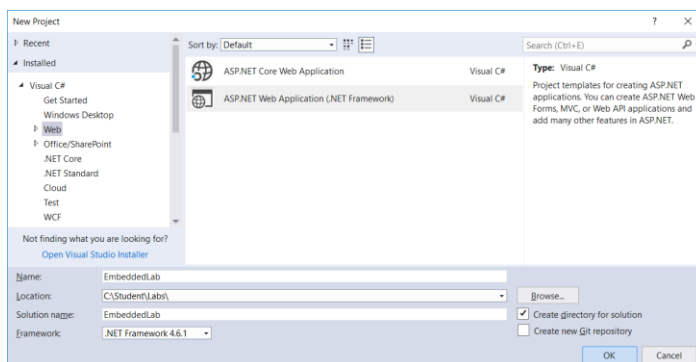 New Project
? ×
Recent
Installed
Visual C#
Get Started
Windows Desktop
Web
Office/SharePoint
.NET Core
.NET Standard
Cloud
Test
WCF
Not finding what you are looking for?
Open Visual Studio Installer
Sort by: Default
ASP.NET Core Web Application Visual C#
ASP.NET Web Application (.NET Framework) Visual C#
Search (Ctrl+E)
Type: Visual C#
Project templates for creating ASP.NET
applications. You can create ASP.NET Web
Forms, MVC, or Web API applications and
add many other features in ASP.NET.
Name: EmbeddedLab
Location: C:\Student\Labs\
Solution name: EmbeddedLab
Framework: .NET Framework 4.6.1
Browse...
Create directory for solution
Create new Git repository
OK Cancel